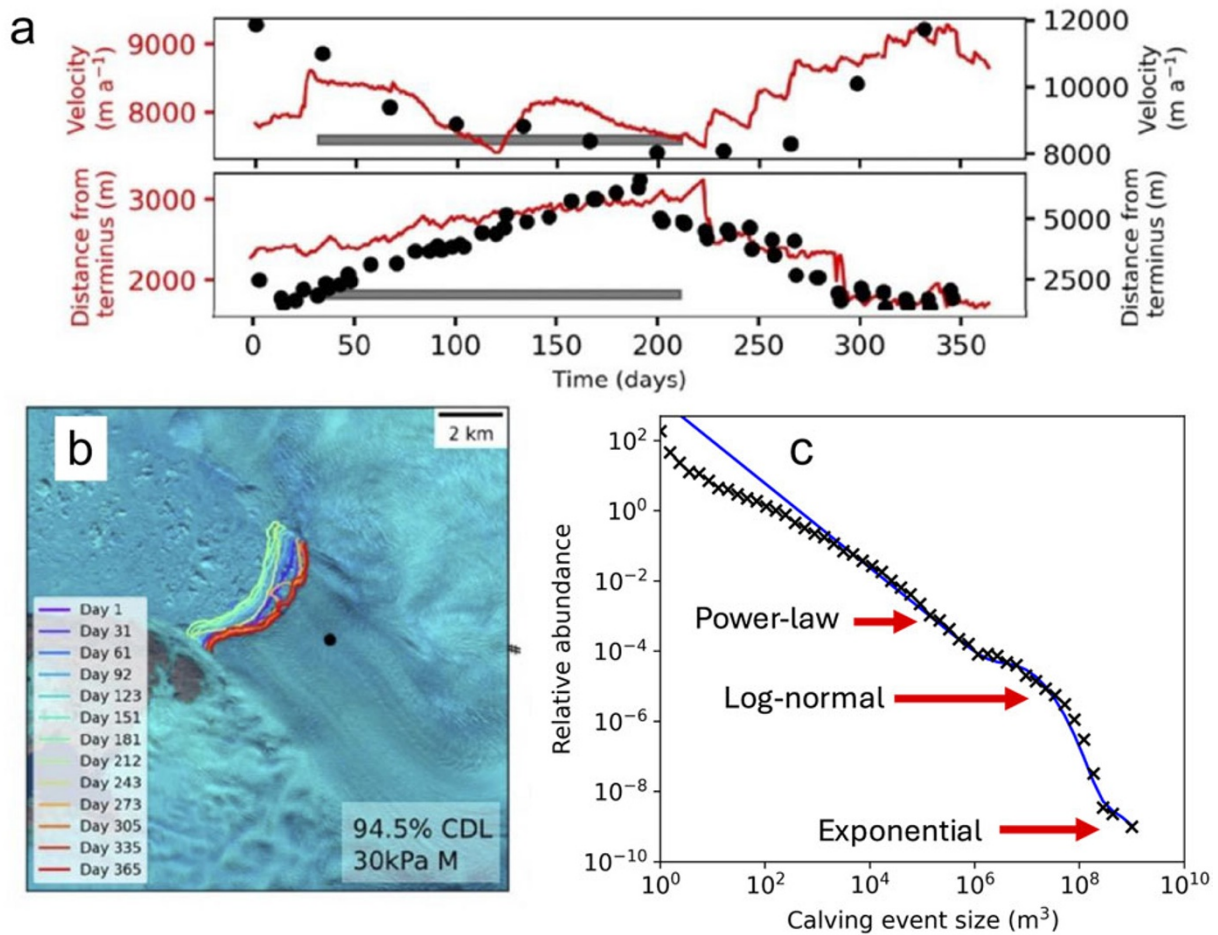 a
9000
8000
Velocity
(m a⁻¹)
12000
10000
8000
Velocity
(m a⁻¹)
3000
2000
Distance from
terminus (m)
5000
2500
Distance from
terminus (m)
0 50 100 150 200 250 300 350
Time (days)
b
2 km
Day 1
Day 31
Day 61
Day 92
Day 123
Day 151
Day 181
Day 212
Day 243
Day 273
Day 305
Day 335
Day 365
94.5% CDL
30kPa M
#
c
10²
10⁰
10⁻²
10⁻⁴
10⁻⁶
10⁻⁸
10⁻¹⁰
Relative abundance
Power-law
Log-normal
Exponential
10⁰ 10² 10⁴ 10⁶ 10⁸ 10¹⁰
Calving event size (m³)